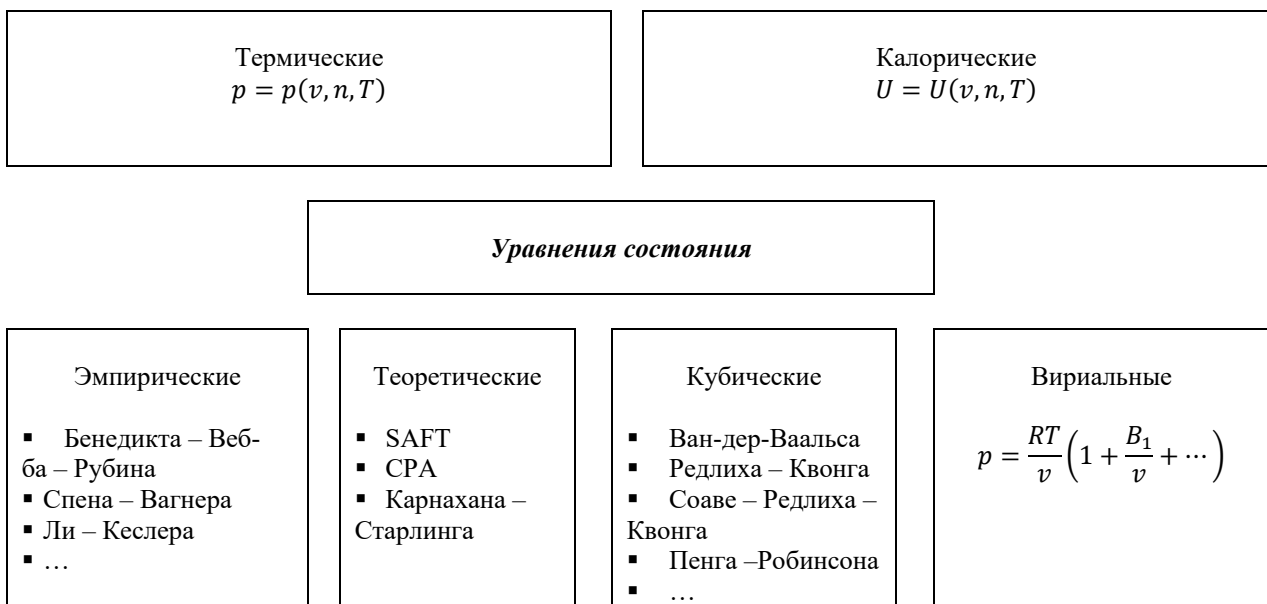 Термические
p = p(v, n, T)
Калорические
U = U(v, n, T)
Уравнения состояния
Эмпирические
▪ Бенедикта – Веб-
ба – Рубина
▪ Спена – Вагнера
▪ Ли – Кеслера
▪ …
Теоретические
▪ SAFT
▪ CPA
▪ Карнахана –
Старлинга
Кубические
▪ Ван-дер-Ваальса
▪ Редлиха – Квонга
▪ Соаве – Редлиха –
Квонга
▪ Пенга –Робинсона
▪ …
Вириальные
p = RT/v (1 + B₁/v + ⋯)